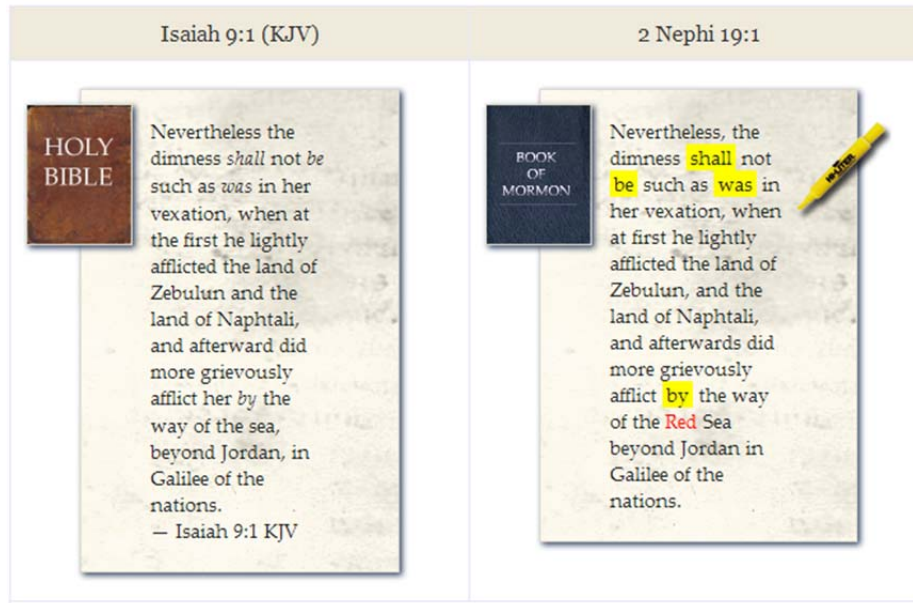 Isaiah 9:1 (KJV)
HOLY
BIBLE
Nevertheless the
dimness shall not be
such as was in her
vexation, when at
the first he lightly
afflicted the land of
Zebulun and the
land of Naphtali,
and afterward did
more grievously
afflict her by the
way of the sea,
beyond Jordan, in
Galilee of the
nations.
— Isaiah 9:1 KJV
2 Nephi 19:1
BOOK
OF
MORMON
Nevertheless, the
dimness shall not
be such as was in
her vexation, when
at first he lightly
afflicted the land of
Zebulun, and the
land of Naphtali,
and afterwards did
more grievously
afflict by the way
of the Red Sea
beyond Jordan in
Galilee of the
nations.
HI-LITER